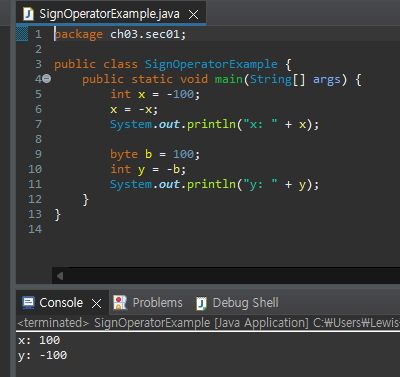 SignOperatorExample.java
1 package ch03.sec01;
2
3 public class SignOperatorExample {
4 public static void main(String[] args) {
5 int x = -100;
6 x = -x;
7 System.out.println("x: " + x);
8
9 byte b = 100;
10 int y = -b;
11 System.out.println("y: " + y);
12 }
13 }
14
Console Problems Debug Shell
<terminated> SignOperatorExample [Java Application] C:₩Users₩Lewis
x: 100
y: -100